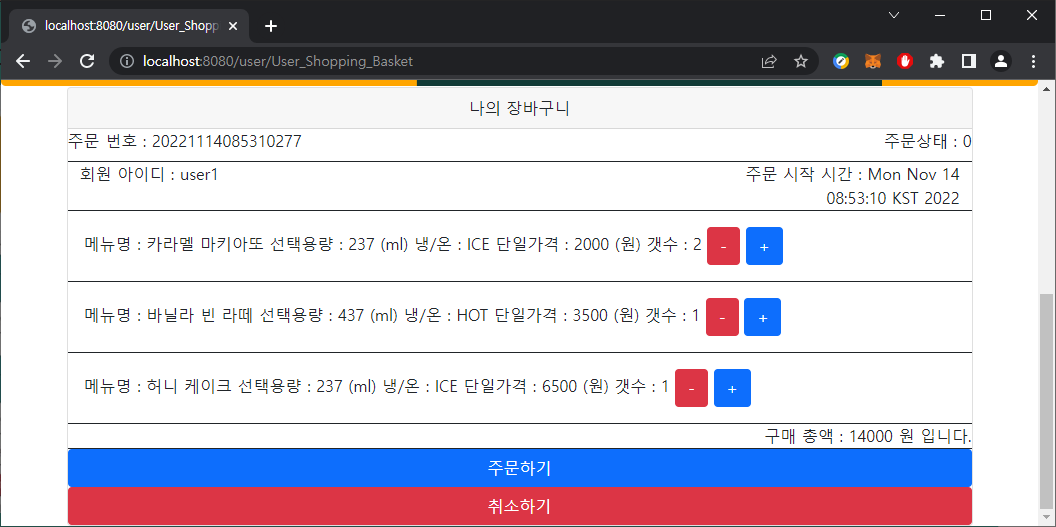 localhost:8080/user/User_Shopp
localhost:8080/user/User_Shopping_Basket
나의 장바구니
주문 번호 : 20221114085310277 주문상태 : 0
회원 아이디 : user1 주문 시작 시간 : Mon Nov 14
08:53:10 KST 2022
메뉴명 : 카라멜 마키아또 선택용량 : 237 (ml) 냉/온 : ICE 단일가격 : 2000 (원) 갯수 : 2 - +
메뉴명 : 바닐라 빈 라떼 선택용량 : 437 (ml) 냉/온 : HOT 단일가격 : 3500 (원) 갯수 : 1 - +
메뉴명 : 허니 케이크 선택용량 : 237 (ml) 냉/온 : ICE 단일가격 : 6500 (원) 갯수 : 1 - +
구매 총액 : 14000 원 입니다.
주문하기
취소하기